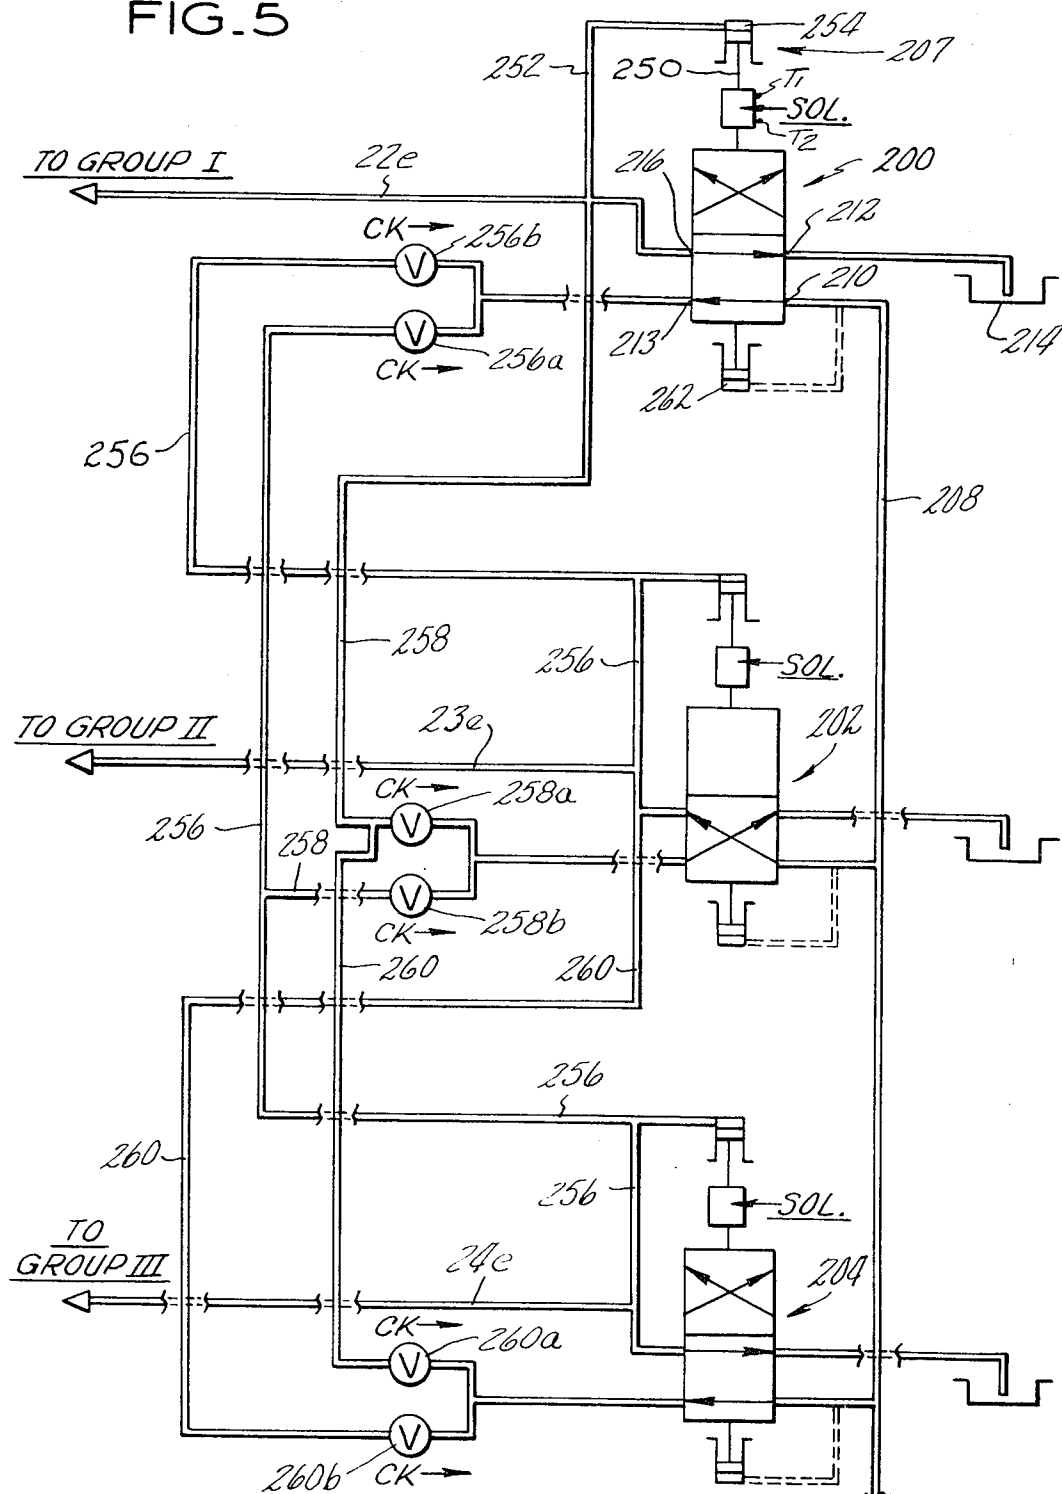 FIG_5
254
207
252
250
T1
SOL.
T2
TO GROUP I
22e
216
200
CK
256b
212
210
213
214
256a
CK
262
256
208
258
256
SOL.
TO GROUP II
23e
202
CK
258a
256
258
258b
CK
260
260
256
260
256
SOL.
TO
GROUP III
24e
204
CK
260a
260b
CK